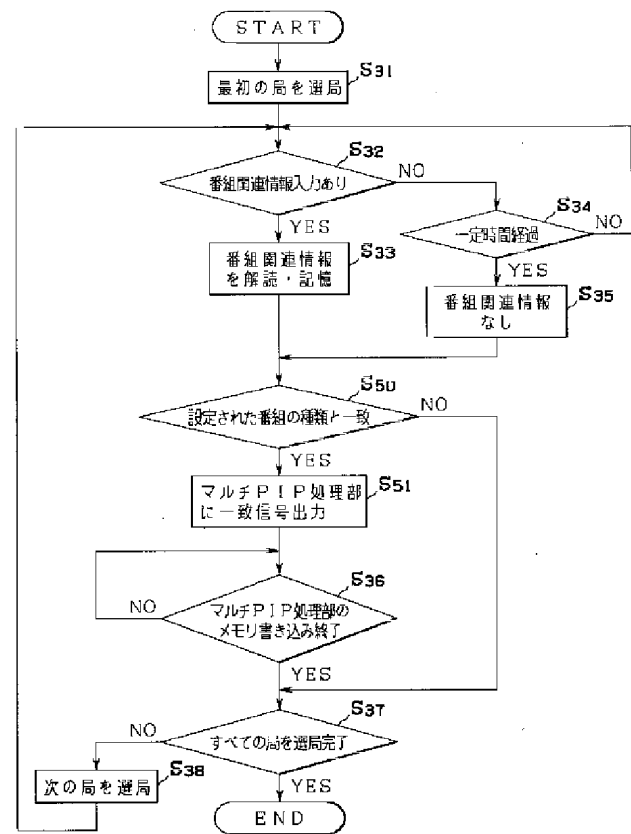 START
最初の局を選局
S31
番組関連情報入力あり
S32
NO
YES
番組関連情報
を解読・記憶
S33
一定時間経過
S34
NO
YES
番組関連情報
なし
S35
設定された番組の種類と一致
S50
NO
YES
マルチPIP処理部
に一致信号出力
S51
マルチPIP処理部の
メモリ書き込み終了
S36
NO
YES
すべての局を選局完了
S37
NO
YES
次の局を選局
S38
END